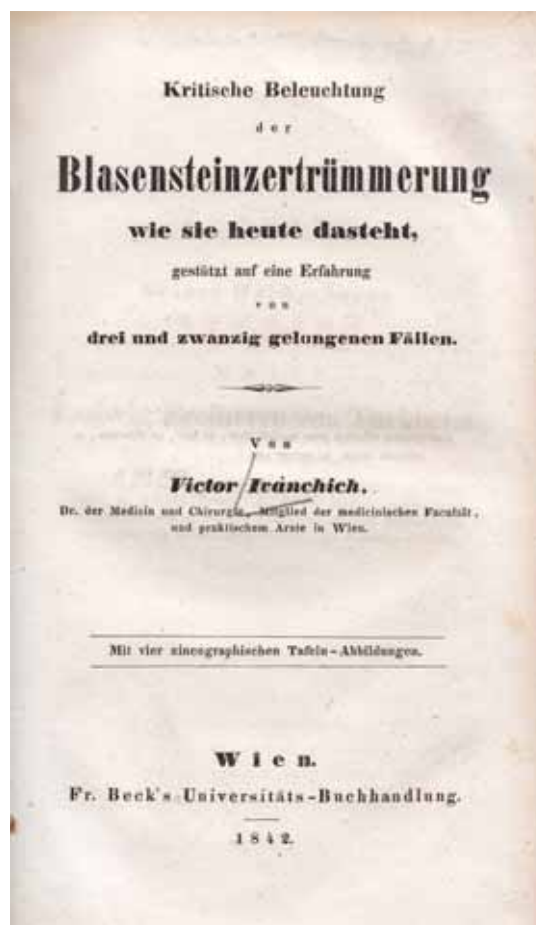 Kritische Beleuchtung
der
Blasensteinzertrümmerung
wie sie heute dasteht,
gestützt auf eine Erfahrung
von
drei und zwanzig gelungenen Fällen.
Von
Victor Ivánchich.
Dr. der Medizin und Chirurgie, Mitglied der medicinischen Facultät,
und praktischem Arzte in Wien.
Mit vier zincographischen Tafeln-Abbildungen.
Wien.
Fr. Beck's Universitäts-Buchhandlung.
1842.